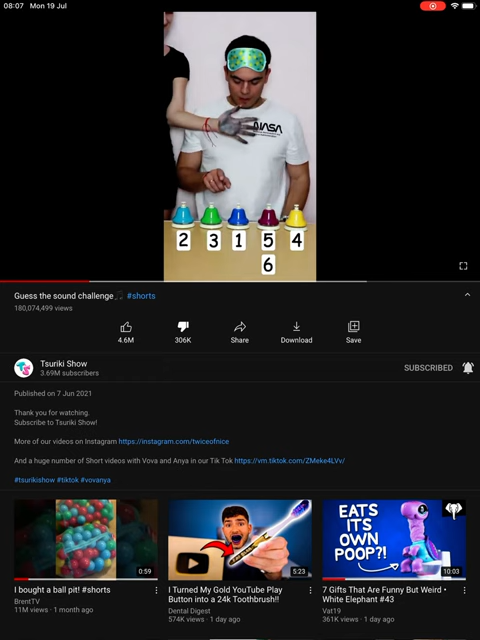 08:07 Mon 19 Jul
NASA
2 3 1 5 4
6
Guess the sound challenge🎵 #shorts
180,074,499 views
4.6M 306K Share Download Save
Tsuriki Show
3.69M subscribers
SUBSCRIBED
Published on 7 Jun 2021
Thank you for watching.
Subscribe to Tsuriki Show!
More of our videos on Instagram https://instagram.com/twiceofnice
And a huge number of Short videos with Vova and Anya in our Tik Tok https://vm.tiktok.com/ZMeke4LVv/
#tsurikishow #tiktok #vovanya
0:59
I bought a ball pit! #shorts
BrentTV
11M views · 1 month ago
5:23
I Turned My Gold YouTube Play
Button into a 24k Toothbrush!!
Dental Digest
574K views · 1 day ago
EATS
ITS
OWN
POOP?!
10:03
7 Gifts That Are Funny But Weird •
White Elephant #43
Vat19
361K views · 1 day ago